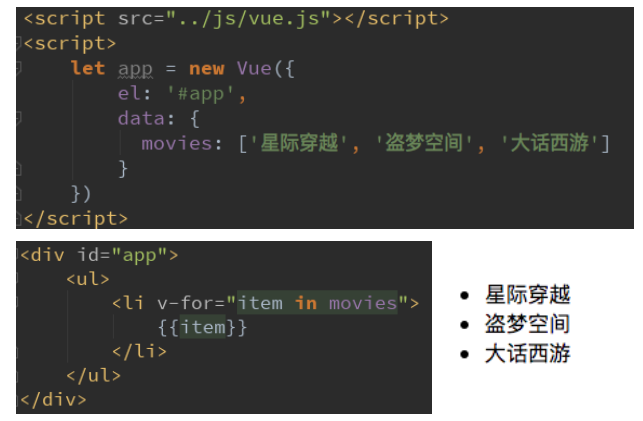 <script src="../js/vue.js"></script>
<script>
    let app = new Vue({
        el: '#app',
        data: {
          movies: ['星际穿越', '盗梦空间', '大话西游']
        }
    })
</script>
<div id="app">
    <ul>
        <li v-for="item in movies">
            {{item}}
        </li>
    </ul>
</div>
• 星际穿越
• 盗梦空间
• 大话西游